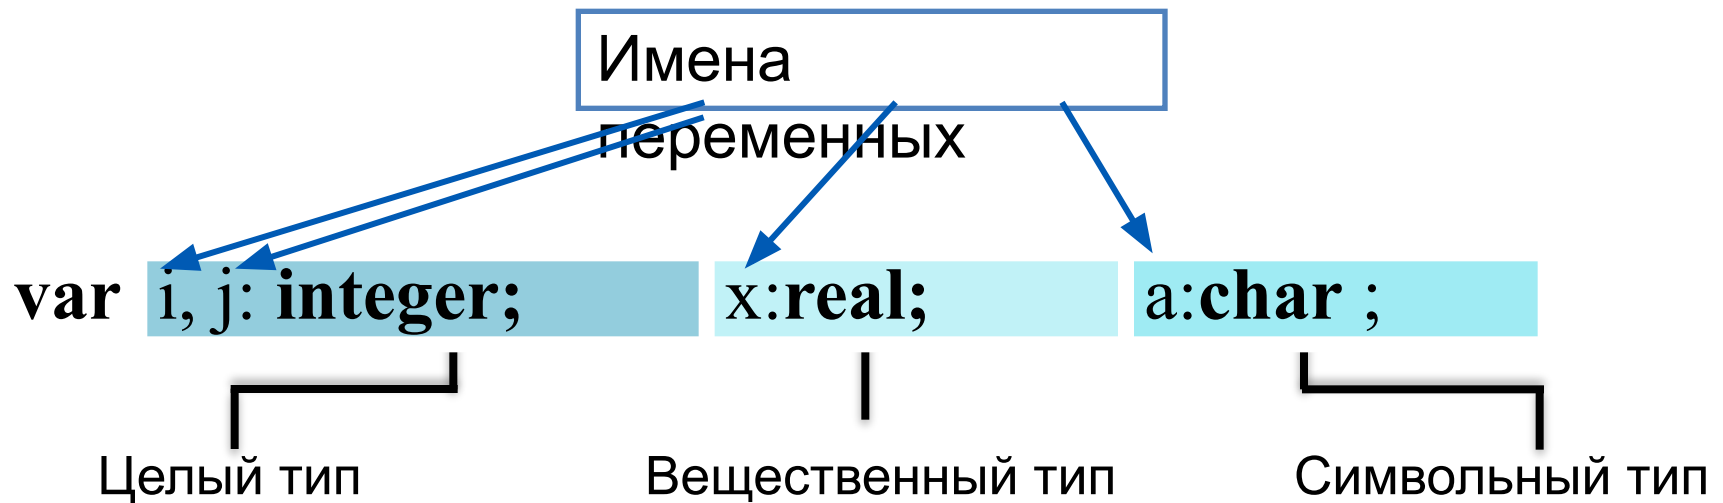 Имена
переменных
var i, j: integer; x:real; a:char ;
Целый тип Вещественный тип Символьный тип